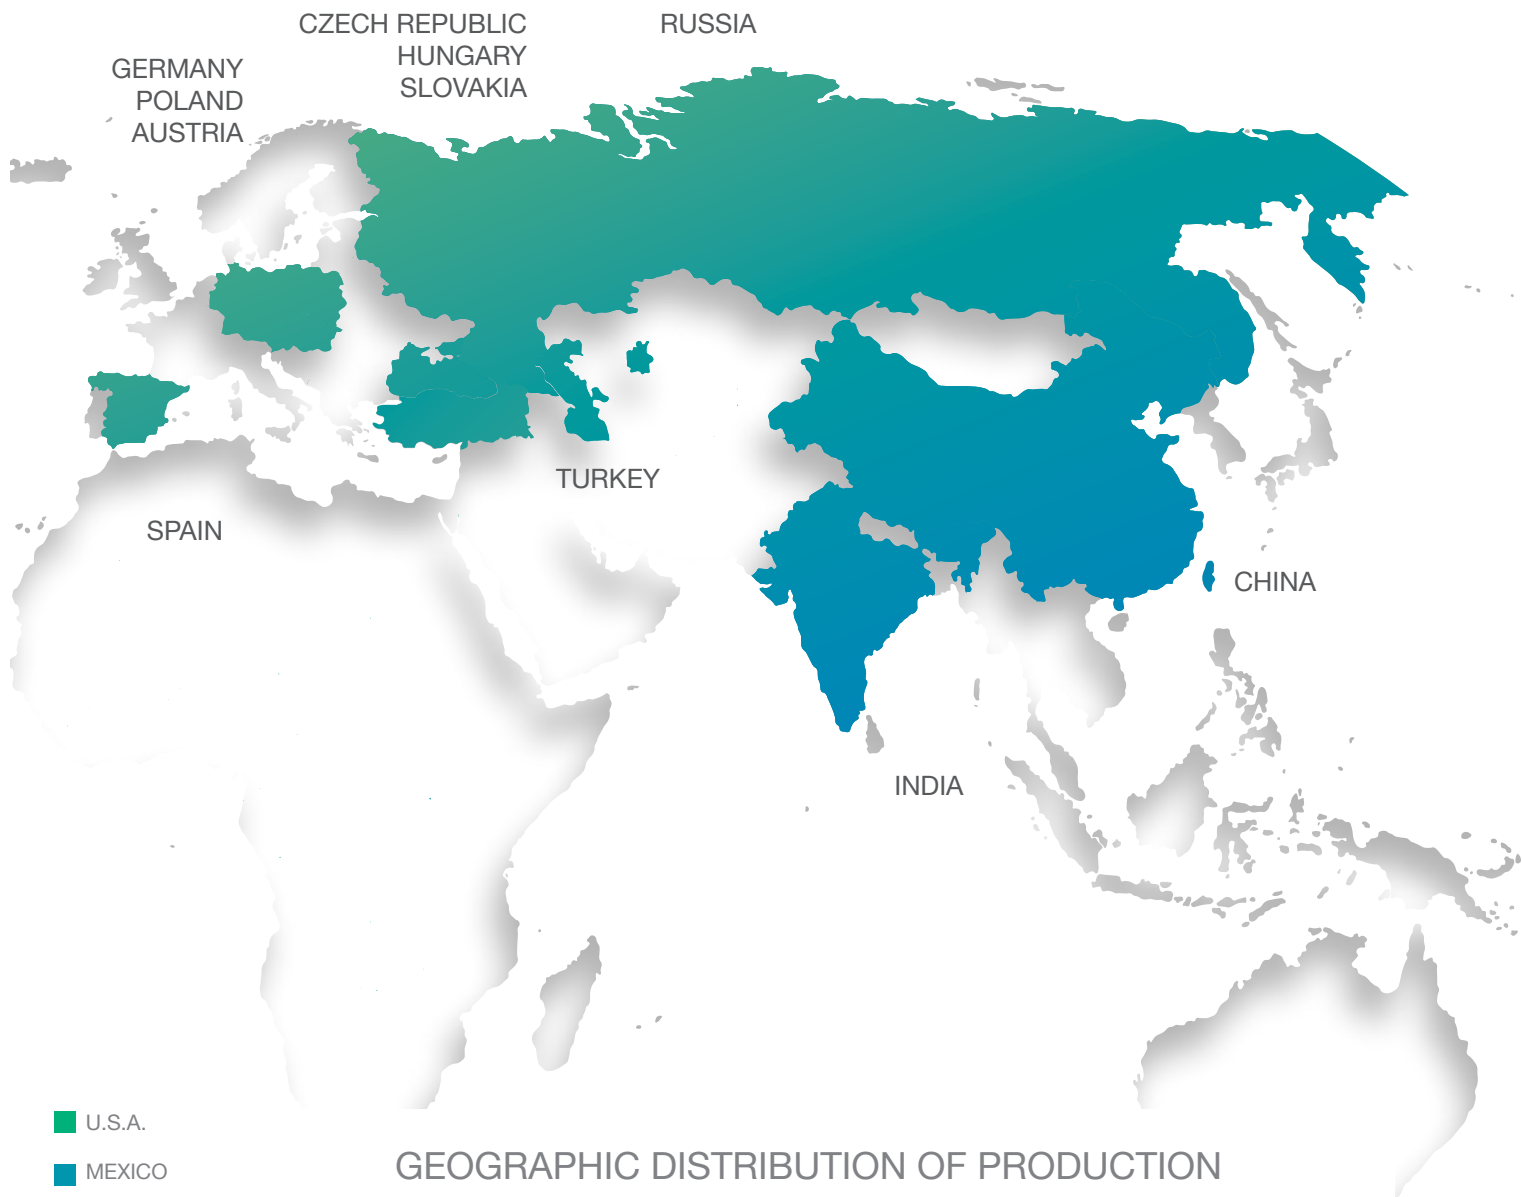 CZECH REPUBLIC
HUNGARY
SLOVAKIA
RUSSIA
GERMANY
POLAND
AUSTRIA
TURKEY
SPAIN
CHINA
INDIA
U.S.A.
MEXICO
GEOGRAPHIC DISTRIBUTION OF PRODUCTION